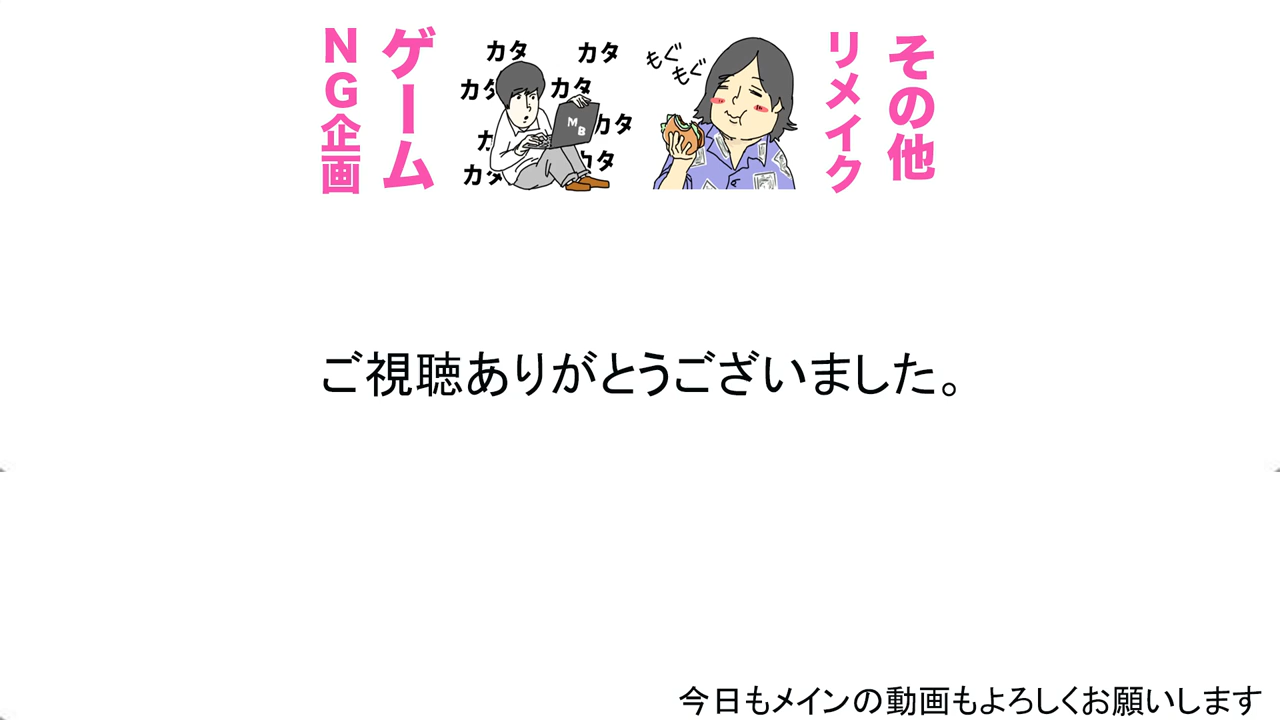 ゲーム
NG企画
カタ
カタ
カタ
カタ
カタ
カタ
カタ
カタ
MB
もぐ
もぐ
その他
リメイク
ご視聴ありがとうございました。
今日もメインの動画もよろしくお願いします